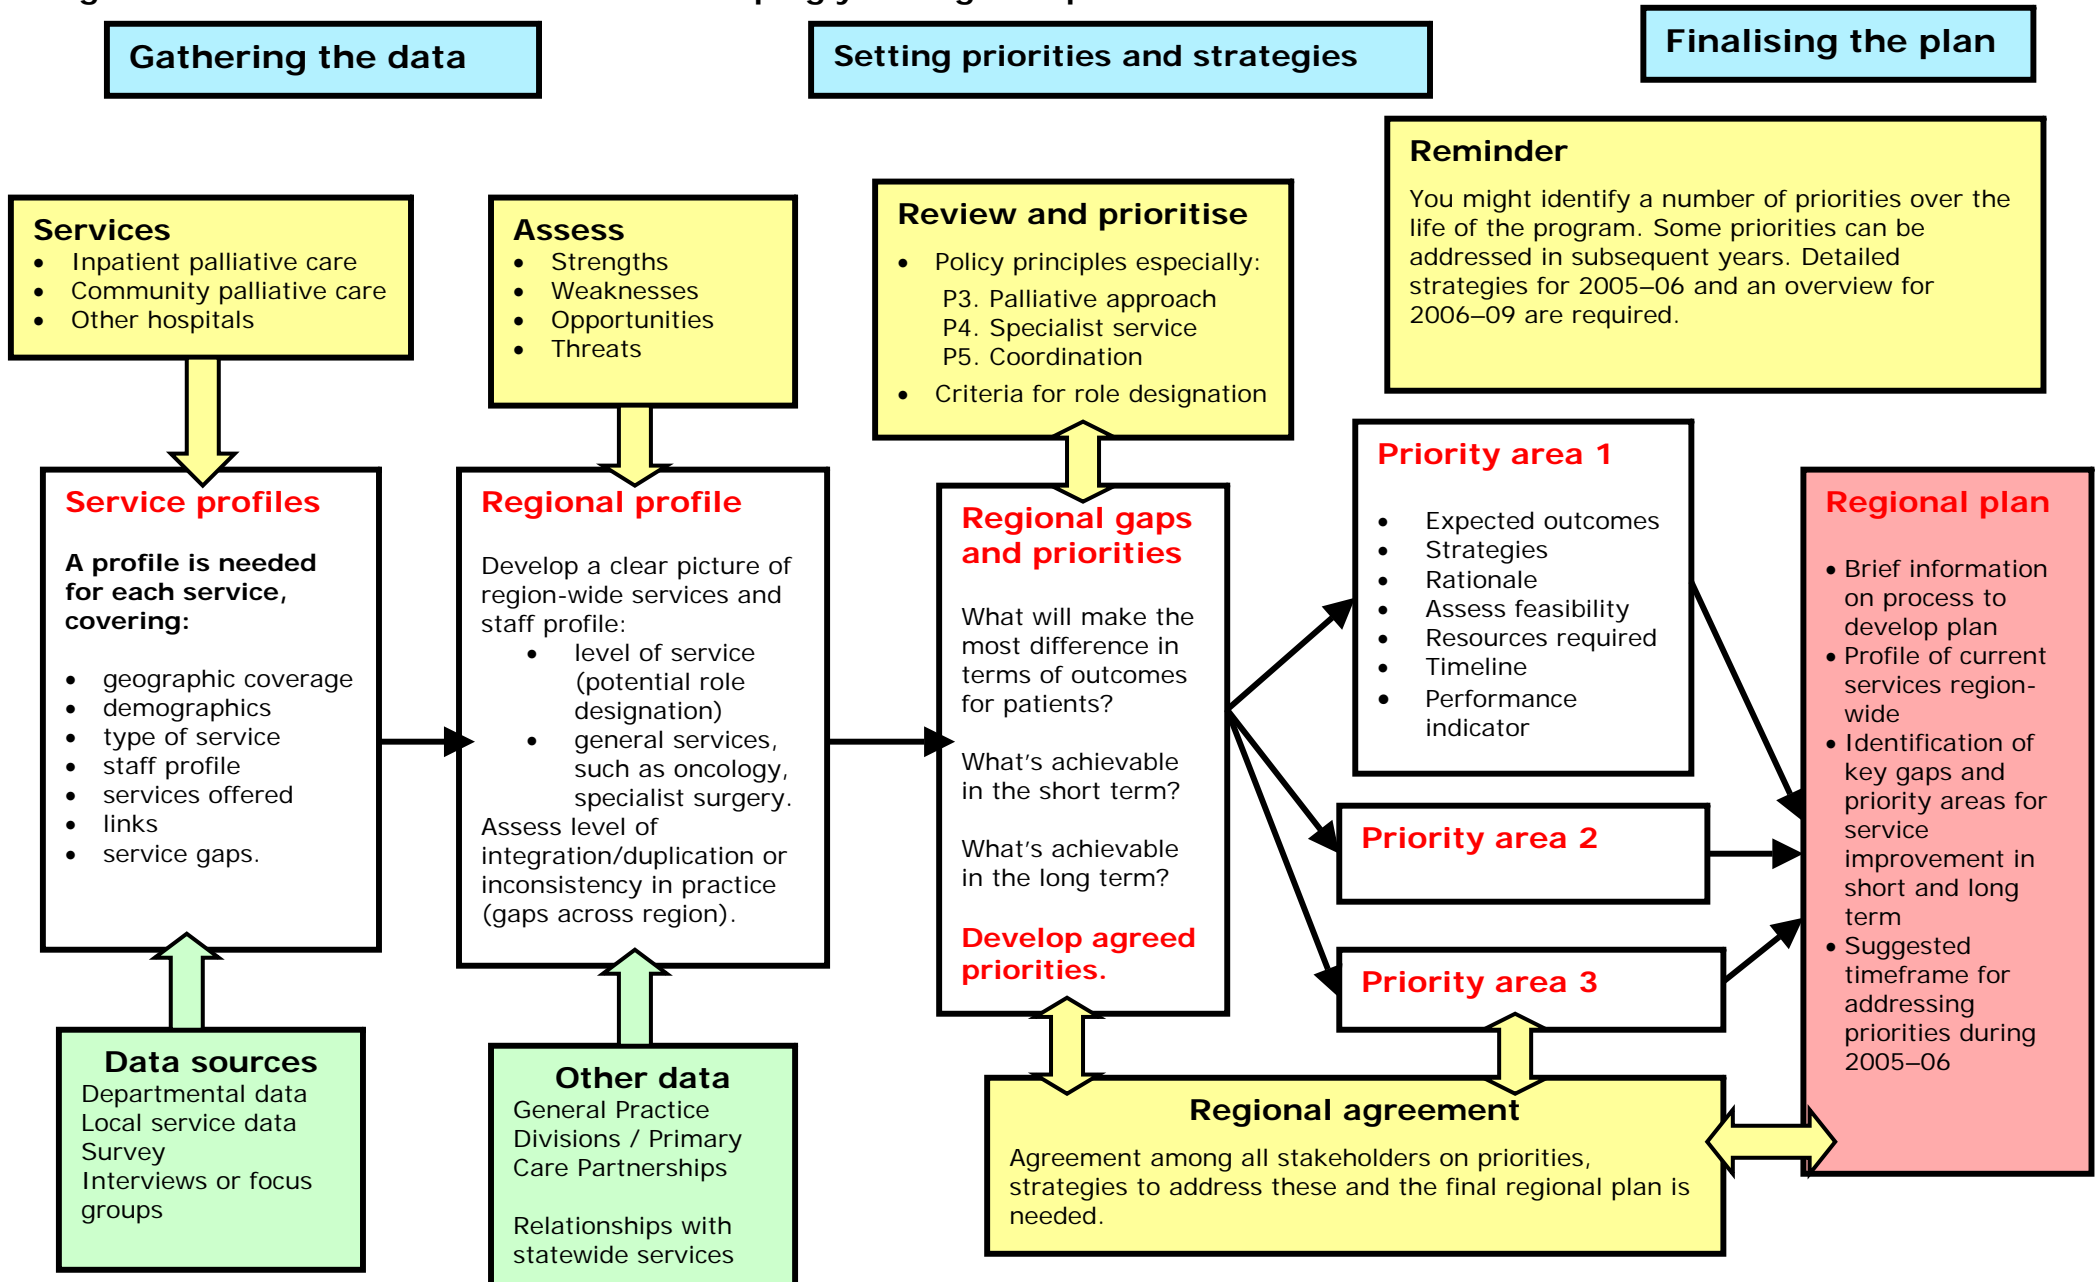 Gathering the data
Setting priorities and strategies
Finalising the plan
Reminder
You might identify a number of priorities over the
life of the program. Some priorities can be
addressed in subsequent years. Detailed
strategies for 2005–06 and an overview for
2006–09 are required.
Services
• Inpatient palliative care
• Community palliative care
• Other hospitals
Assess
• Strengths
• Weaknesses
• Opportunities
• Threats
Review and prioritise
• Policy principles especially:
P3. Palliative approach
P4. Specialist service
P5. Coordination
• Criteria for role designation
Service profiles
A profile is needed
for each service,
covering:
• geographic coverage
• demographics
• type of service
• staff profile
• services offered
• links
• service gaps.
Regional profile
Develop a clear picture of
region-wide services and
staff profile:
• level of service
(potential role
designation)
• general services,
such as oncology,
specialist surgery.
Assess level of
integration/duplication or
inconsistency in practice
(gaps across region).
Regional gaps
and priorities
What will make the
most difference in
terms of outcomes
for patients?
What's achievable
in the short term?
What's achievable
in the long term?
Develop agreed
priorities.
Priority area 1
• Expected outcomes
• Strategies
• Rationale
• Assess feasibility
• Resources required
• Timeline
• Performance
indicator
Priority area 2
Priority area 3
Regional plan
• Brief information
on process to
develop plan
• Profile of current
services region-
wide
• Identification of
key gaps and
priority areas for
service
improvement in
short and long
term
• Suggested
timeframe for
addressing
priorities during
2005–06
Data sources
Departmental data
Local service data
Survey
Interviews or focus
groups
Other data
General Practice
Divisions / Primary
Care Partnerships
Relationships with
statewide services
Regional agreement
Agreement among all stakeholders on priorities,
strategies to address these and the final regional plan is
needed.